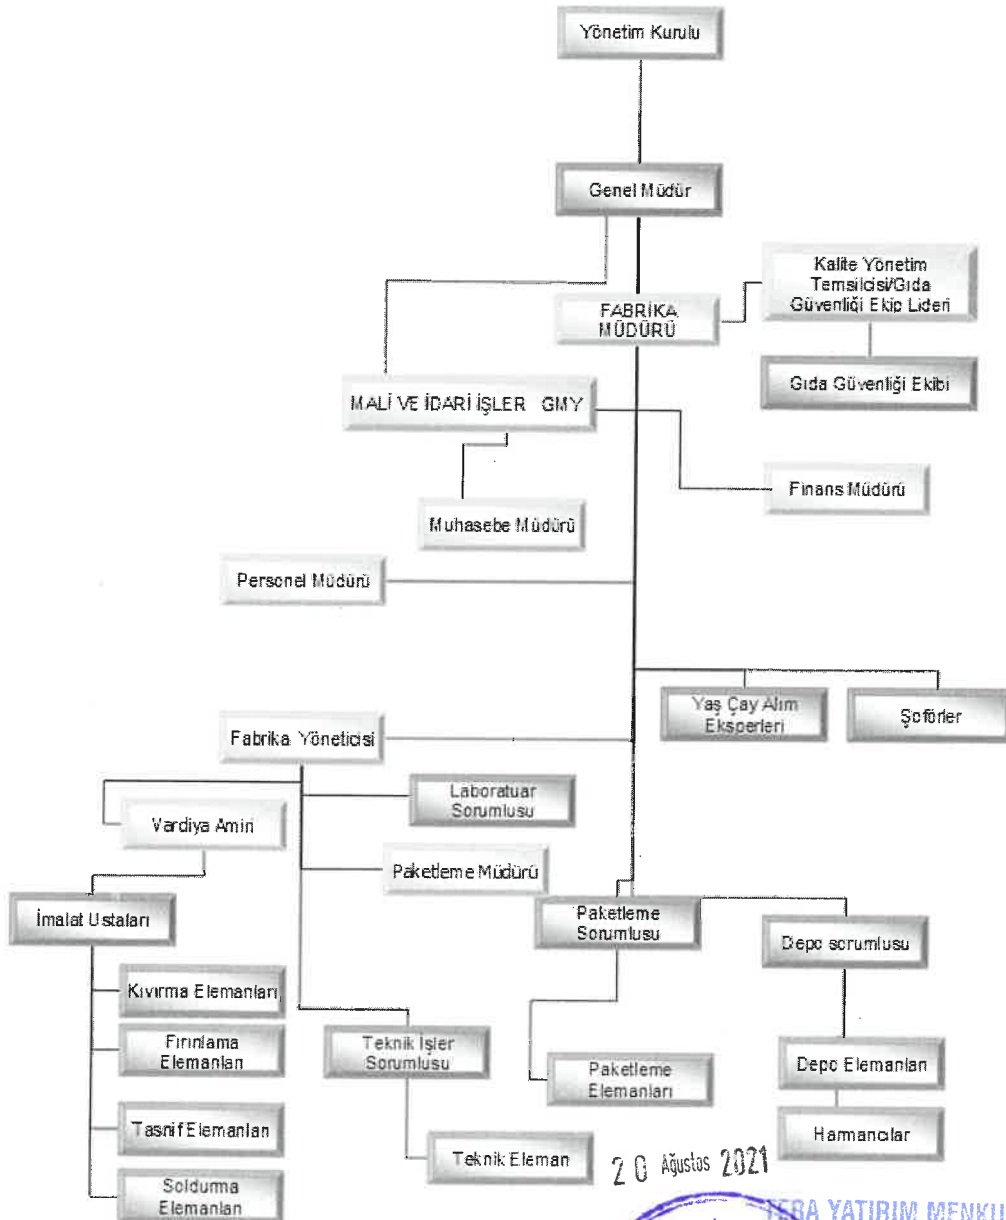 Yönetim Kurulu
Genel Müdür
Kalite Yönetim
Temsilcisi/Gıda
Güvenliği Ekip Lideri
FABRİKA
MÜDÜRÜ
Gıda Güvenliği Ekibi
MALİ VE İDARİ İŞLER GMY
Finans Müdürü
Muhasebe Müdürü
Personel Müdürü
Yaş Çay Alım
Eksperleri
Şoförler
Fabrika Yöneticisi
Laboratuar
Sorumlusu
Vardiya Amiri
Paketleme Müdürü
İmalat Ustaları
Paketleme
Sorumlusu
Depo sorumlusu
Kıvırma Elemanları
Fırınlama
Elemanları
Teknik İşler
Sorumlusu
Paketleme
Elemanları
Depo Elemanları
Tasnif Elemanları
Harmancılar
Teknik Eleman
Soldurma
Elemanları
20 Ağustos 2021
TERA YATIRIM MENKU